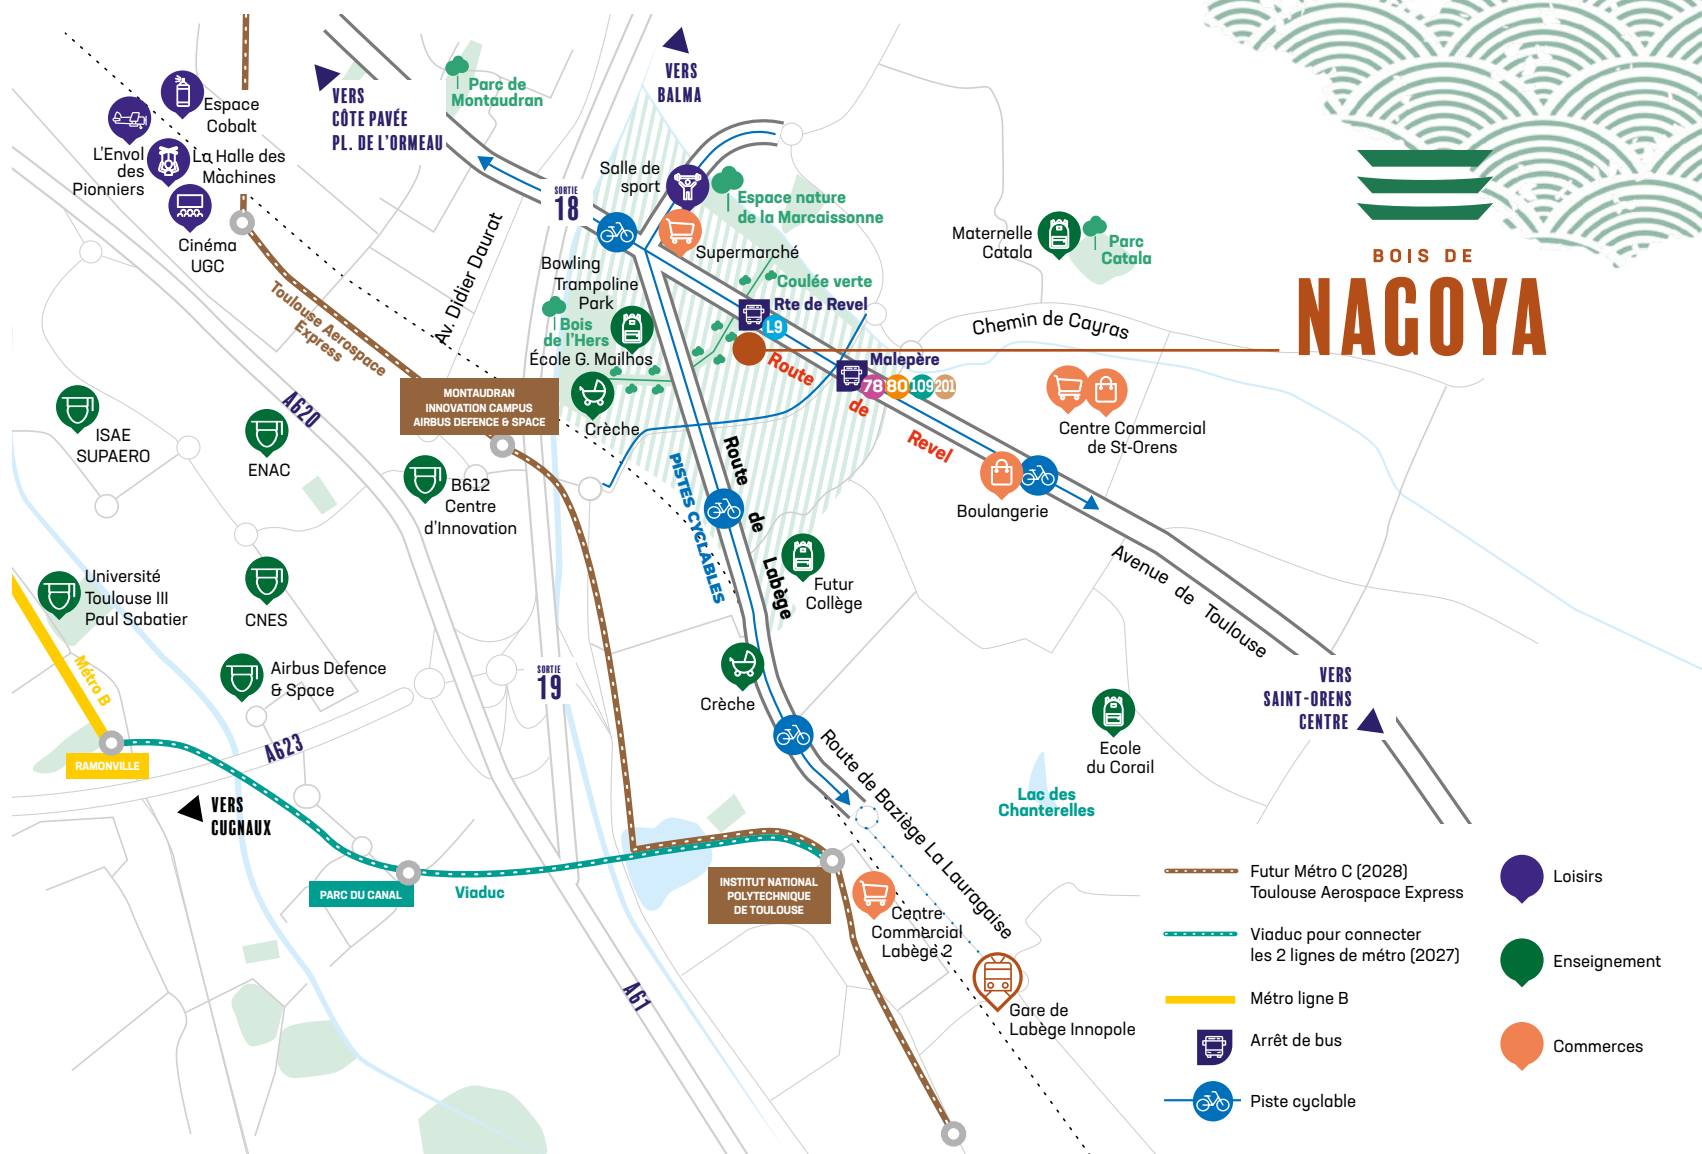 VERS
CÔTE PAVÉE
PL. DE L'ORMEAU
Parc de
Montaudran
VERS
BALMA
Espace
Cobalt
L'Envol
des
Pionniers
La Halle des
Machines
Cinéma
UGC
SORTIE
18
Salle de
sport
Espace nature
de la Marcaissonne
Supermarché
Maternelle
Catala
Parc
Catala
BOIS DE
NAGOYA
Av. Didier Daurat
Bowling
Trampoline
Park
Coulée verte
Rte de Revel
L9
Bois
de l'Hers
École G. Mailhos
Toulouse Aerospace
Express
Chemin de Cayras
Route
de
Revel
Malepère
78
80
109
201
MONTAUDRAN
INNOVATION CAMPUS
AIRBUS DEFENCE & SPACE
Crèche
A620
ISAE
SUPAERO
ENAC
B612
Centre
d'Innovation
Centre Commercial
de St-Orens
Boulangerie
PISTES CYCLABLES
Route
de
Labège
Futur
Collège
Avenue de Toulouse
Université
Toulouse III
Paul Sabatier
CNES
Airbus Defence
& Space
Métro B
SORTIE
19
Crèche
VERS
SAINT-ORENS
CENTRE
Ecole
du Corail
RAMONVILLE
A623
VERS
CUGNAUX
Route de Baziège La Lauragaise
Lac des
Chanterelles
PARC DU CANAL
Viaduc
INSTITUT NATIONAL
POLYTECHNIQUE
DE TOULOUSE
Centre
Commercial
Labège 2
A61
Gare de
Labège Innopole
Futur Métro C (2028)
Toulouse Aerospace Express
Viaduc pour connecter
les 2 lignes de métro (2027)
Métro ligne B
Arrêt de bus
Piste cyclable
Loisirs
Enseignement
Commerces